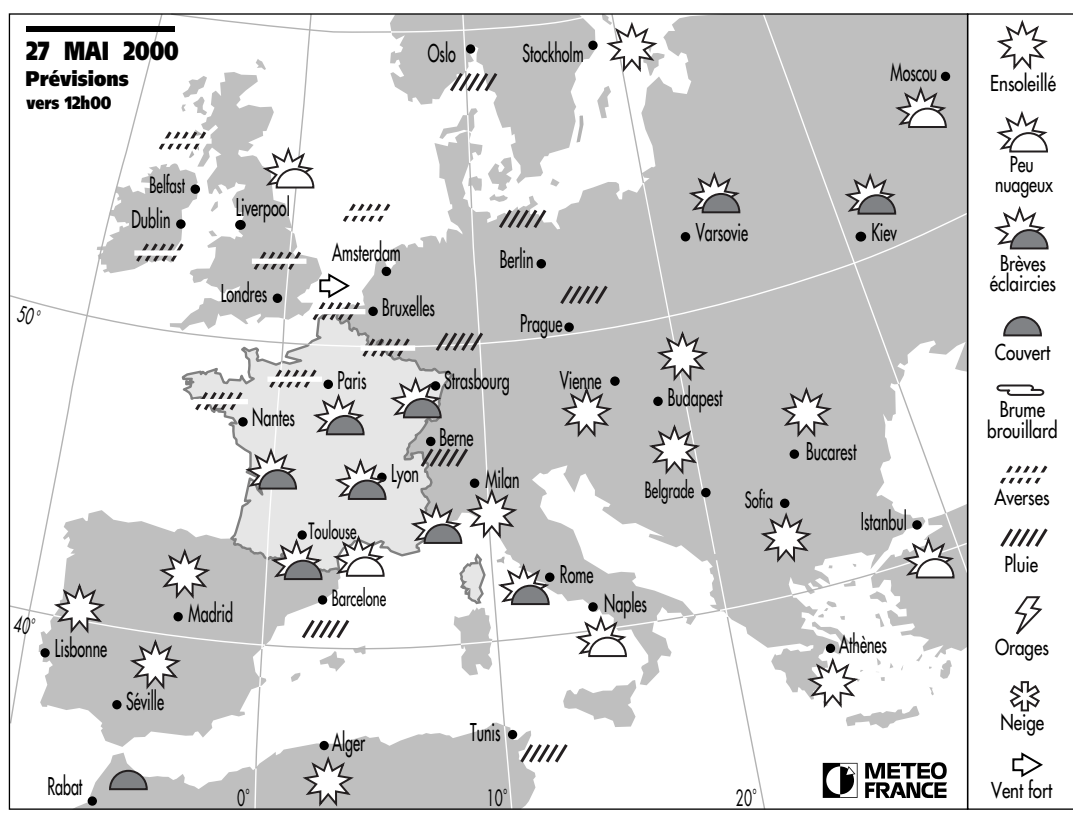 27 MAI 2000
Prévisions
vers 12h00
Oslo
Stockholm
Moscou
Belfast
Dublin
Liverpool
Amsterdam
Londres
Bruxelles
Berlin
Varsovie
Kiev
Prague
50°
Paris
Strasbourg
Vienne
Budapest
Nantes
Berne
Bucarest
Lyon
Milan
Belgrade
Sofia
Istanbul
Toulouse
Rome
Barcelone
Naples
Madrid
40°
Lisbonne
Athènes
Séville
Alger
Tunis
Rabat
0°
10°
20°
METEO
FRANCE
Ensoleillé
Peu
nuageux
Brèves
éclaircies
Couvert
Brume
brouillard
Averses
Pluie
Orages
Neige
Vent fort